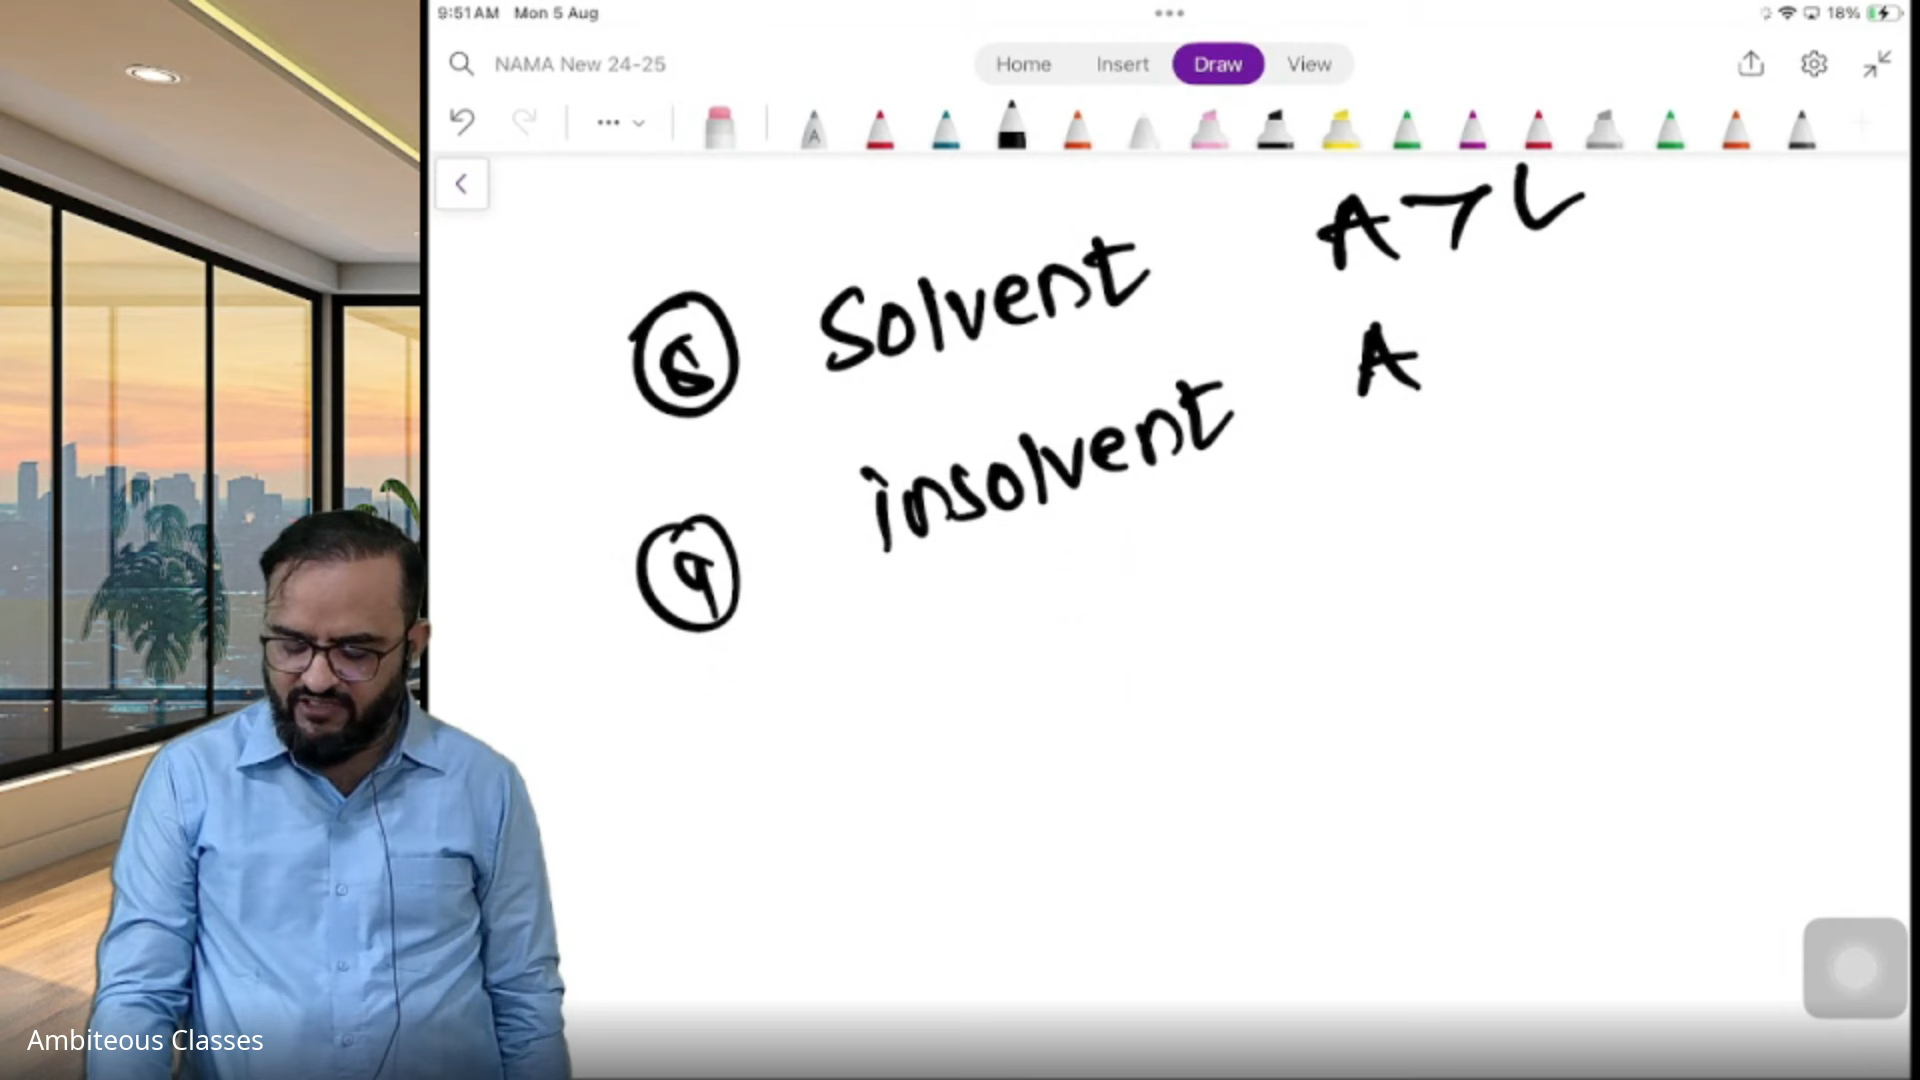 9:51 AM Mon 5 Aug
18%
NAMA New 24-25
Home Insert Draw View
A
8 Solvent A > L
9 insolvent A
Ambiteous Classes